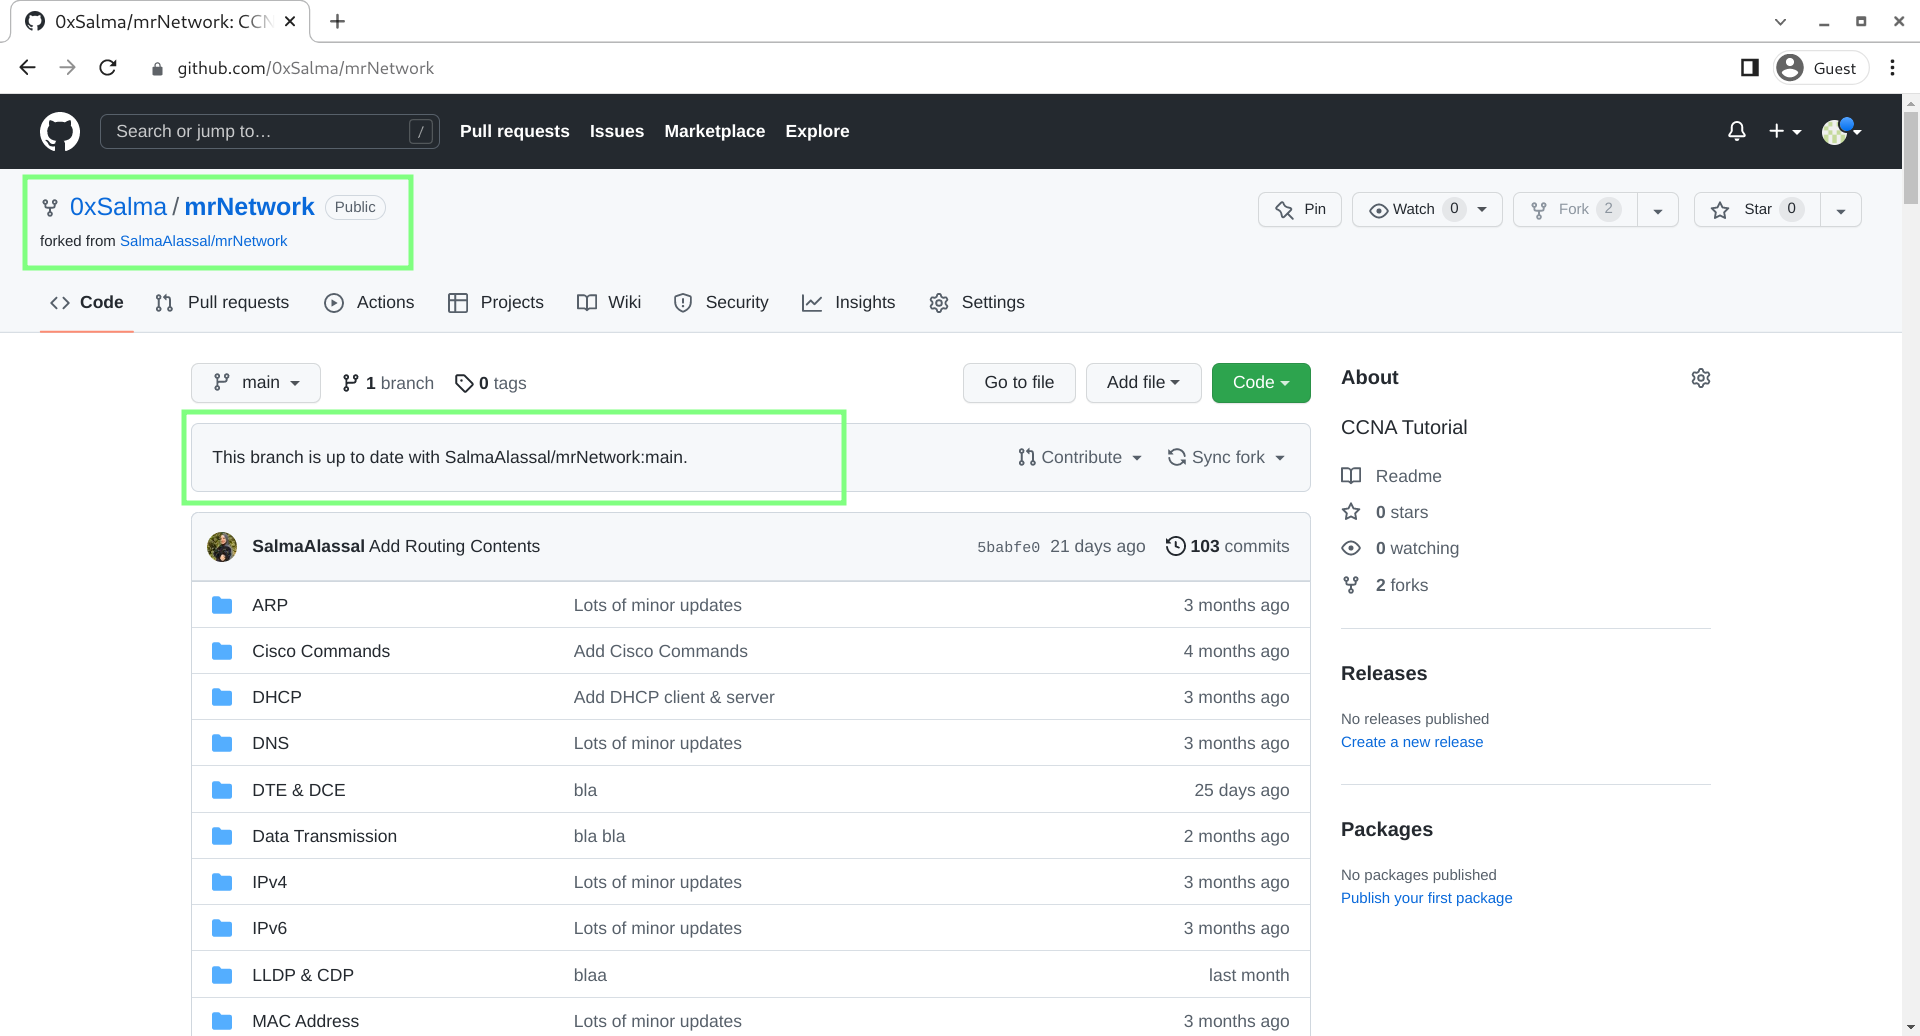 0xSalma/mrNetwork: CCN
github.com/0xSalma/mrNetwork
Guest
Search or jump to…
/
Pull requests
Issues
Marketplace
Explore
0xSalma / mrNetwork
Public
forked from SalmaAlassal/mrNetwork
Pin
Watch 0
Fork 2
Star 0
Code
Pull requests
Actions
Projects
Wiki
Security
Insights
Settings
main
1 branch
0 tags
Go to file
Add file
Code
This branch is up to date with SalmaAlassal/mrNetwork:main.
Contribute
Sync fork
SalmaAlassal Add Routing Contents
5babfe0 21 days ago
103 commits
ARP Lots of minor updates 3 months ago
Cisco Commands Add Cisco Commands 4 months ago
DHCP Add DHCP client & server 3 months ago
DNS Lots of minor updates 3 months ago
DTE & DCE bla 25 days ago
Data Transmission bla bla 2 months ago
IPv4 Lots of minor updates 3 months ago
IPv6 Lots of minor updates 3 months ago
LLDP & CDP blaa last month
MAC Address Lots of minor updates 3 months ago
About
CCNA Tutorial
Readme
0 stars
0 watching
2 forks
Releases
No releases published
Create a new release
Packages
No packages published
Publish your first package